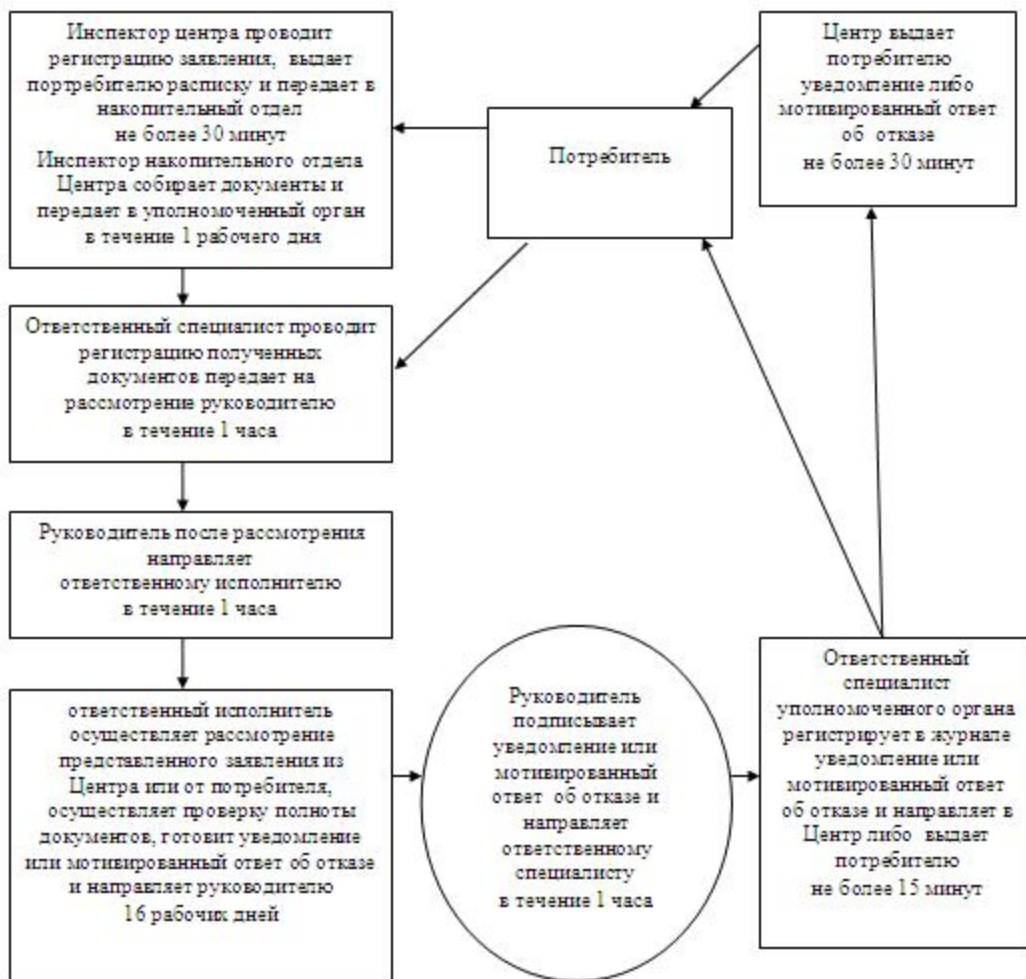 Инспектор центра проводит
регистрацию заявления, выдает
портребителю расписку и передает в
накопительный отдел
не более 30 минут
Инспектор накопительного отдела
Центра собирает документы и
передает в уполномоченный орган
в течение 1 рабочего дня
Потребитель
Центр выдает
потребителю
уведомление либо
мотивированный ответ
об отказе
не более 30 минут
Ответственный специалист проводит
регистрацию полученных
документов передает на
рассмотрение руководителю
в течение 1 часа
Руководитель после рассмотрения
направляет
ответственному исполнителю
в течение 1 часа
ответственный исполнитель
осуществляет рассмотрение
представленного заявления из
Центра или от потребителя,
осуществляет проверку полноты
документов, готовит уведомление
или мотивированный ответ об отказе
и направляет руководителю
16 рабочих дней
Руководитель
подписывает
уведомление или
мотивированный
ответ об отказе и
направляет
ответственному
специалисту
в течение 1 часа
Ответственный
специалист
уполномоченного органа
регистрирует в журнале
уведомление или
мотивированный ответ
об отказе и направляет в
Центр либо выдает
потребителю
не более 15 минут